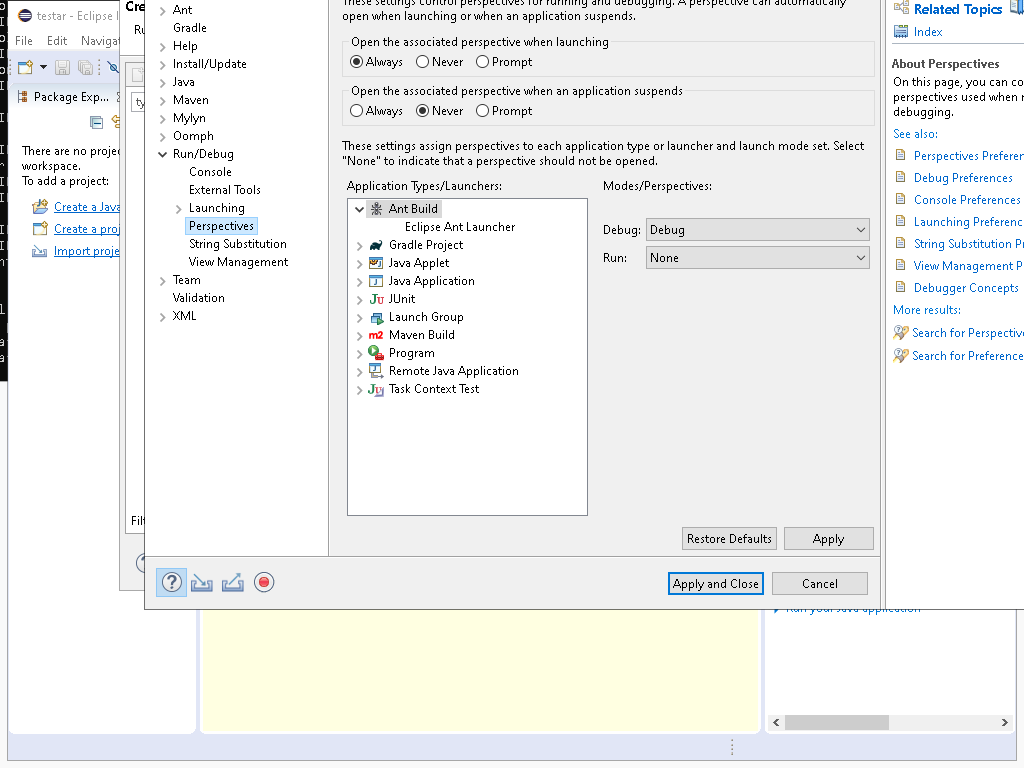 testar - Eclipse I
File Edit Navigat
Package Exp...
There are no proje
workspace.
To add a project:
Create a Java
Create a proj
Import proje
Cre
Ru
ty
Filt
Ant
Gradle
Help
Install/Update
Java
Maven
Mylyn
Oomph
Run/Debug
Console
External Tools
Launching
Perspectives
String Substitution
View Management
Team
Validation
XML
These settings control perspectives for running and debugging. A perspective can automatically
open when launching or when an application suspends.
Open the associated perspective when launching
Always Never Prompt
Open the associated perspective when an application suspends
Always Never Prompt
These settings assign perspectives to each application type or launcher and launch mode set. Select
"None" to indicate that a perspective should not be opened.
Application Types/Launchers:
Ant Build
Eclipse Ant Launcher
Gradle Project
Java Applet
Java Application
JUnit
Launch Group
Maven Build
Program
Remote Java Application
Task Context Test
Modes/Perspectives:
Debug: Debug
Run: None
Restore Defaults Apply
Apply and Close Cancel
Related Topics
Index
About Perspectives
On this page, you can co
perspectives used when r
debugging.
See also:
Perspectives Preferen
Debug Preferences
Console Preferences
Launching Preferenc
String Substitution Pr
View Management P
Debugger Concepts
More results:
Search for Perspective
Search for Preference
Run your Java application